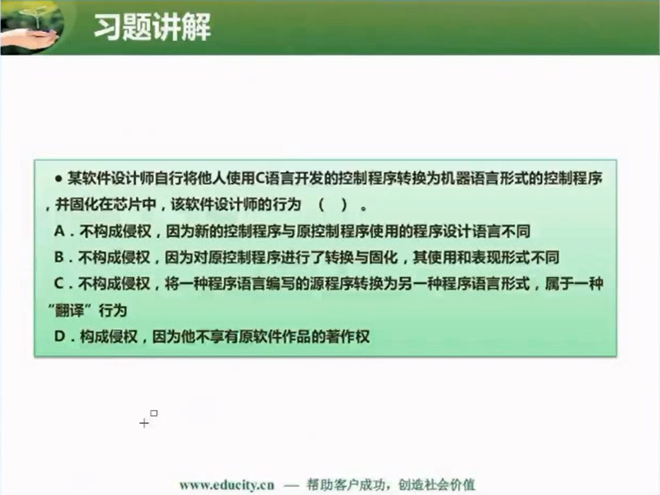 习题讲解
● 某软件设计师自行将他人使用C语言开发的控制程序转换为机器语言形式的控制程序
，并固化在芯片中，该软件设计师的行为 （ ） 。
A．不构成侵权，因为新的控制程序与原控制程序使用的程序设计语言不同
B．不构成侵权，因为对原控制程序进行了转换与固化，其使用和表现形式不同
C．不构成侵权，将一种程序语言编写的源程序转换为另一种程序语言形式，属于一种
“翻译”行为
D．构成侵权，因为他不享有原软件作品的著作权
www.educity.cn — 帮助客户成功，创造社会价值